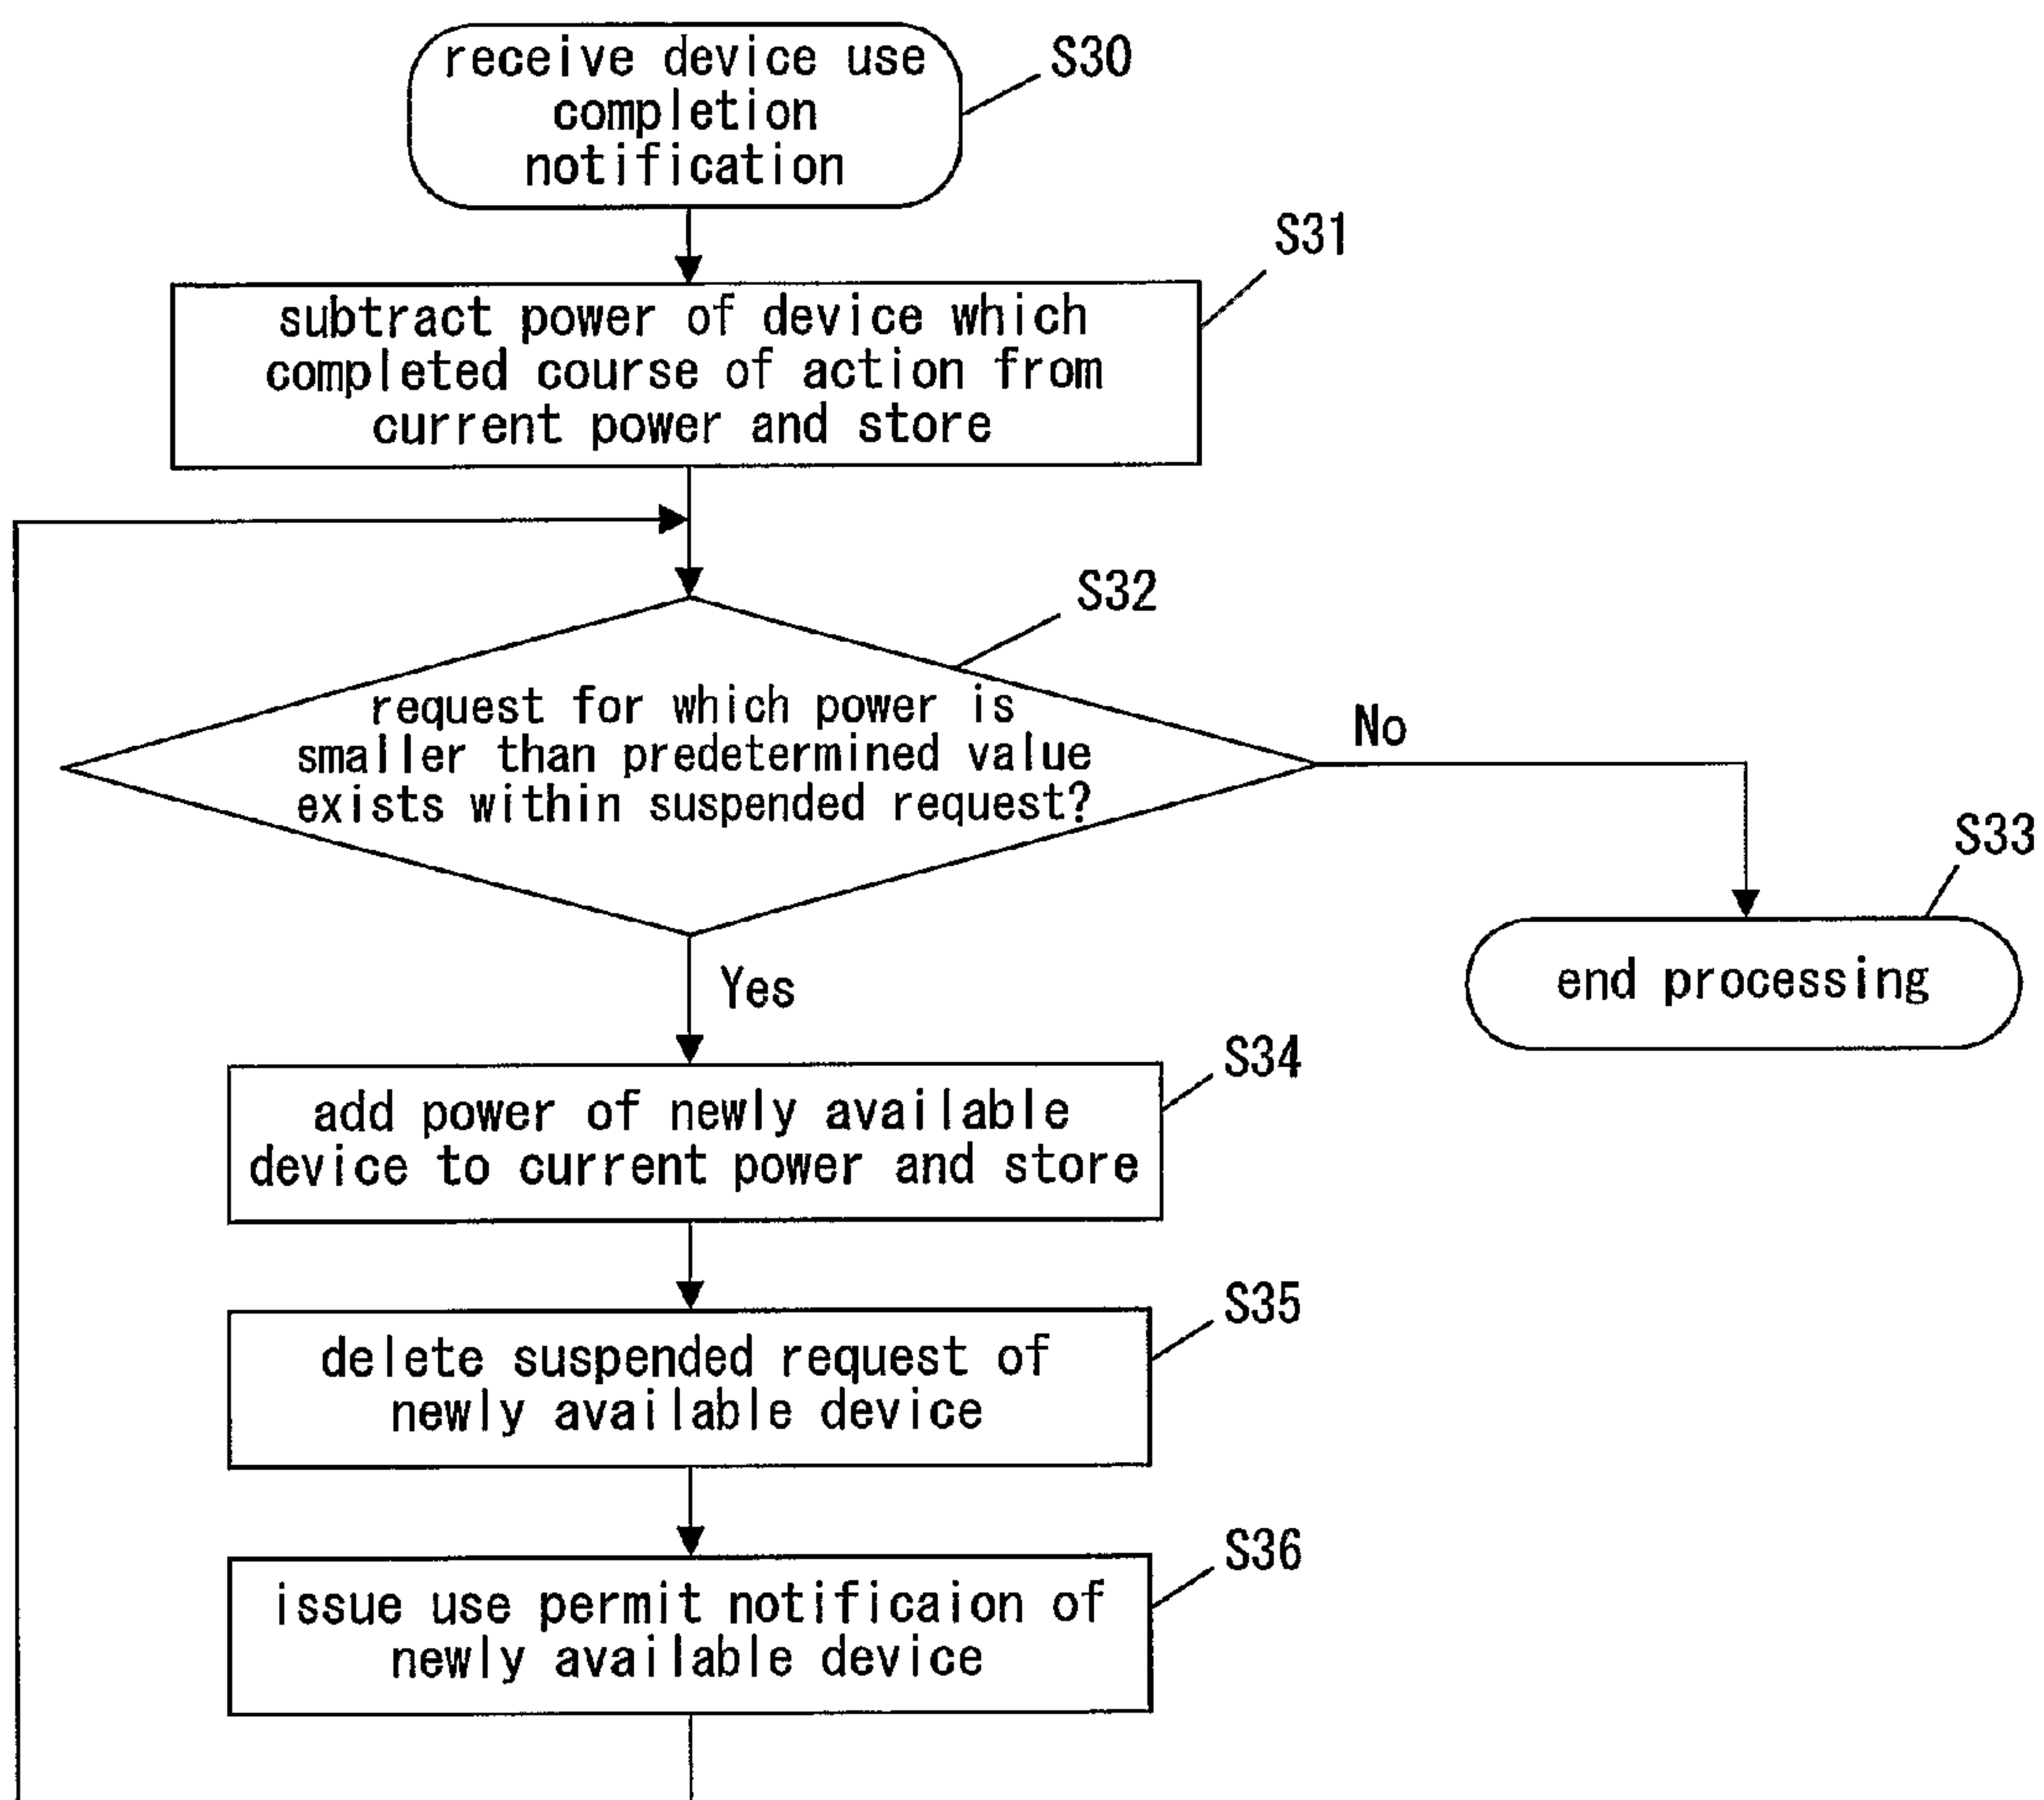 receive device use
completion
notification
S30
S31
subtract power of device which
completed course of action from
current power and store
S32
request for which power is
smaller than predetermined value
exists within suspended request?
No
S33
end processing
Yes
S34
add power of newly available
device to current power and store
S35
delete suspended request of
newly available device
S36
issue use permit notificaion of
newly available device